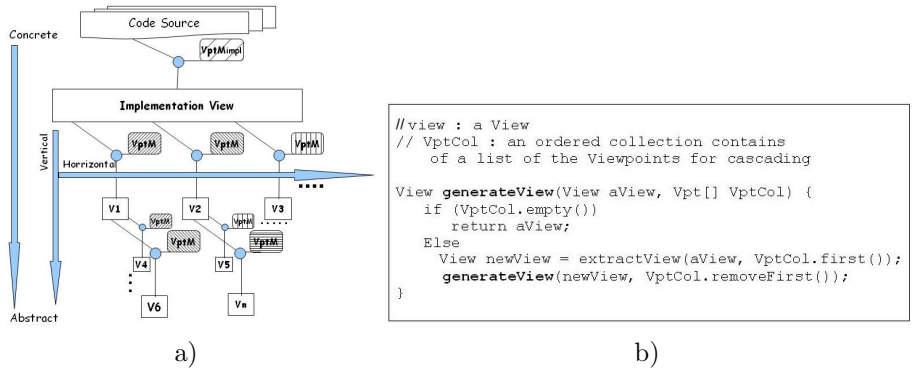 Code Source
Concrete
VptMimpl
Implementation View
Vertical
VptM
VptM
VptM
Horrizontal
....
V1
V2
V3
VptM
VptM
.....
VptM
VptM
V4
V5
V6
Vn
Abstract
a)
//view : a View
// VptCol : an ordered collection contains
of a list of the Viewpoints for cascading
View generateView(View aView, Vpt[] VptCol) {
if (VptCol.empty())
return aView;
Else
View newView = extractView(aView, VptCol.first());
generateView(newView, VptCol.removeFirst());
}
b)